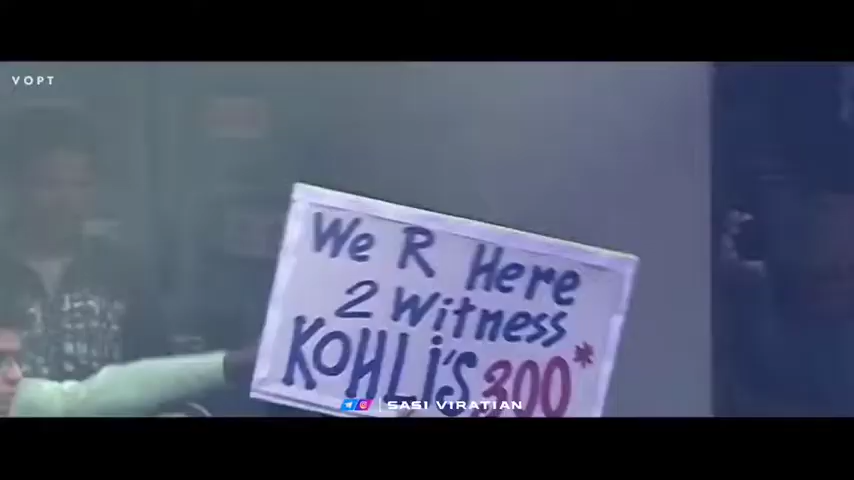 VOPT
We R Here
2 Witness
KOHLi's 300*
SASI VIRATIAN